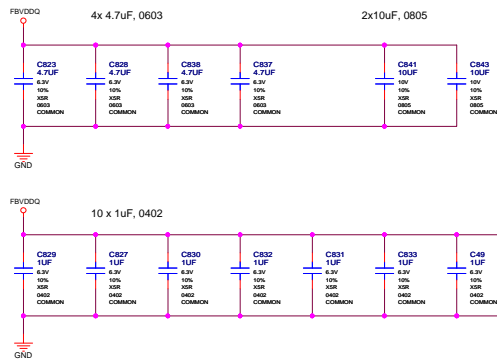 FBVDDQ
4x 4.7uF, 0603
2x10uF, 0805
C823
4.7UF
6.3V
10%
X5R
0603
COMMON
C828
4.7UF
6.3V
10%
X5R
0603
COMMON
C838
4.7UF
6.3V
10%
X5R
0603
COMMON
C837
4.7UF
6.3V
10%
X5R
0603
COMMON
C841
10UF
10V
10%
X5R
0805
COMMON
C843
10UF
10V
10%
X5R
0805
COMMON
GND
FBVDDQ
10 x 1uF, 0402
C829
1UF
6.3V
10%
X5R
0402
COMMON
C827
1UF
6.3V
10%
X5R
0402
COMMON
C830
1UF
6.3V
10%
X5R
0402
COMMON
C832
1UF
6.3V
10%
X5R
0402
COMMON
C831
1UF
6.3V
10%
X5R
0402
COMMON
C833
1UF
6.3V
10%
X5R
0402
COMMON
C49
1UF
6.3V
10%
X5R
0402
COMMON
GND